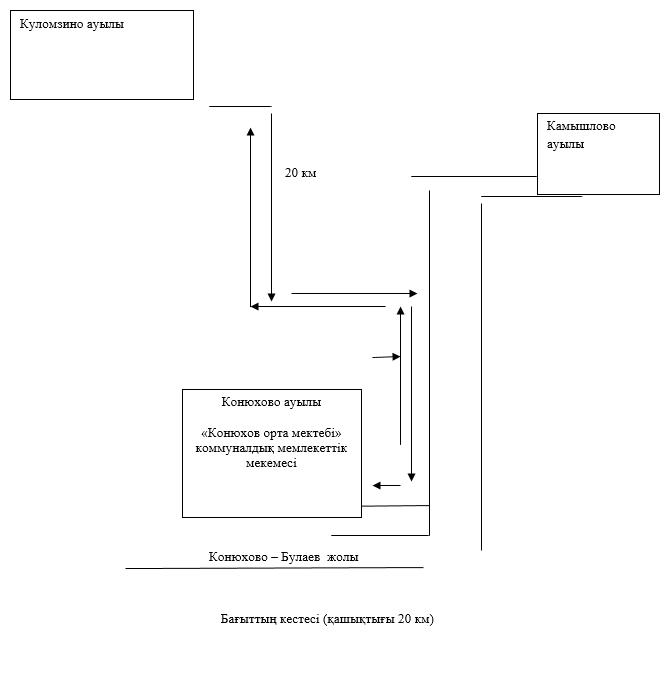 Куломзино ауылы
Камышлово
ауылы
20 км
Конюхово ауылы
«Конюхов орта мектебі»
коммуналдық мемлекеттік
мекемесі
Конюхово – Булаев жолы
Бағыттың кестесі (қашықтығы 20 км)